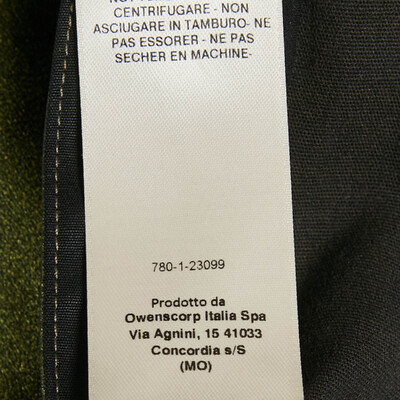 CENTRIFUGARE - NON
ASCIUGARE IN TAMBURO- NE
PAS ESSORER - NE PAS
SECHER EN MACHINE-
780-1-23099
Prodotto da
Owenscorp Italia Spa
Via Agnini, 15 41033
Concordia s/S
(MO)